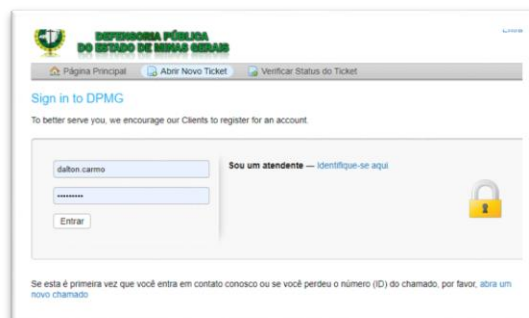 DEFENSORIA PÚBLICA
DO ESTADO DE MINAS GERAIS
Página Principal Abrir Novo Ticket Verificar Status do Ticket
Sign in to DPMG
To better serve you, we encourage our Clients to register for an account.
dalton.carmo Sou um atendente — Identifique-se aqui
•••••••••
Entrar
Se esta é primeira vez que você entra em contato conosco ou se você perdeu o número (ID) do chamado, por favor, abra um
novo chamado